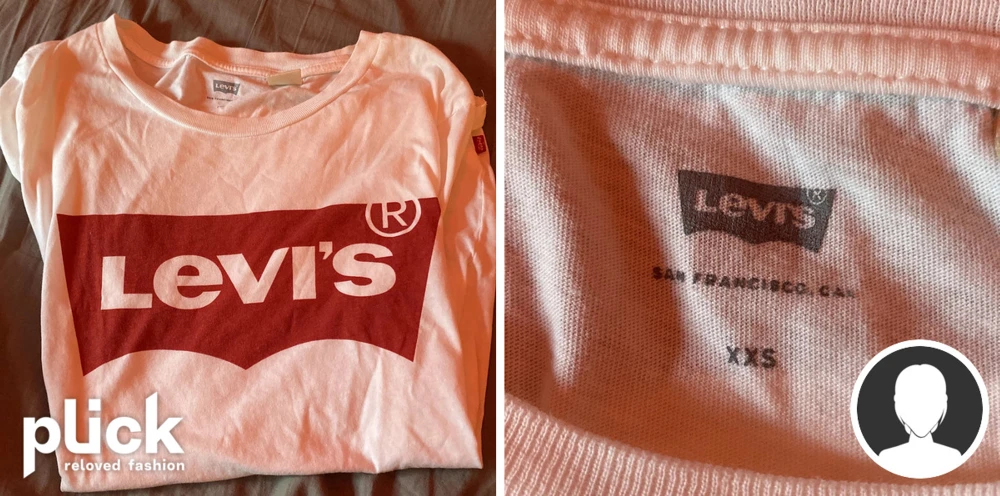 Levi's
Levi's ®
plick
reloved fashion
Levi's ®
SAN FRANCISCO, CAL
XXS